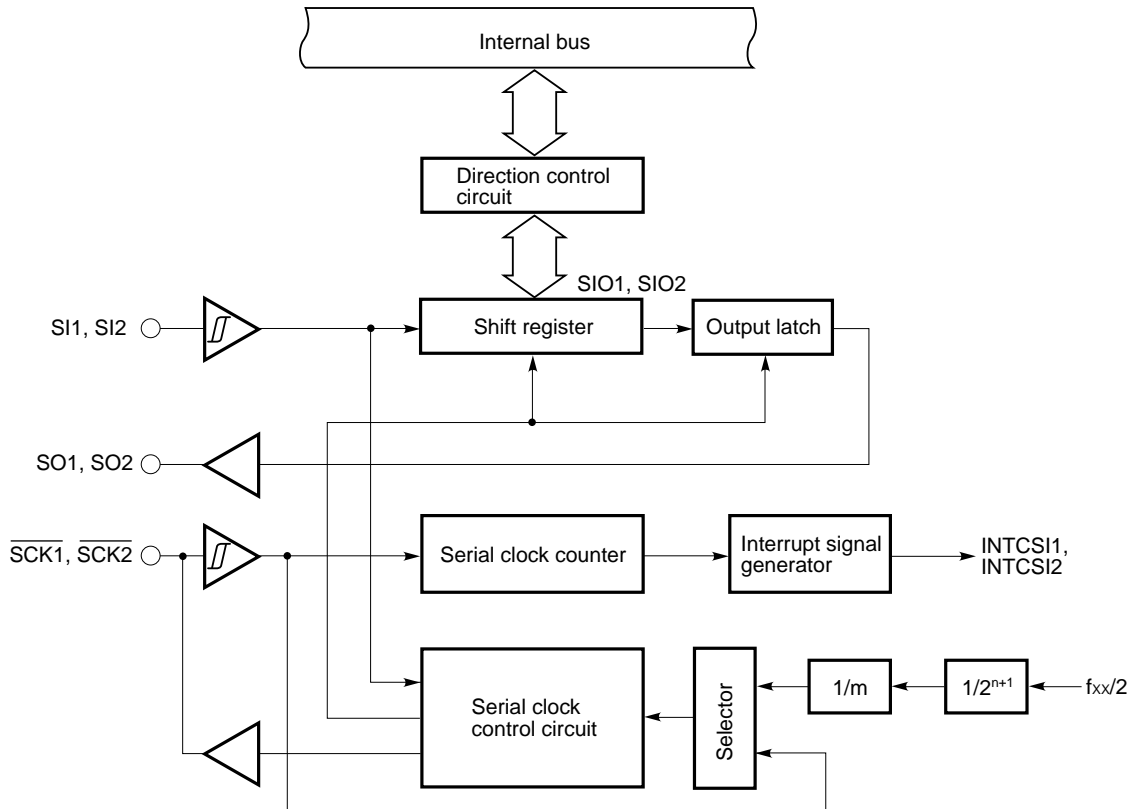 Internal bus
Direction control
circuit
SIO1, SIO2
SI1, SI2
Shift register
Output latch
SO1, SO2
SCK1, SCK2
Serial clock counter
Interrupt signal
generator
INTCSI1,
INTCSI2
Serial clock
control circuit
Selector
1/m
1/2ⁿ⁺¹
fxx/2